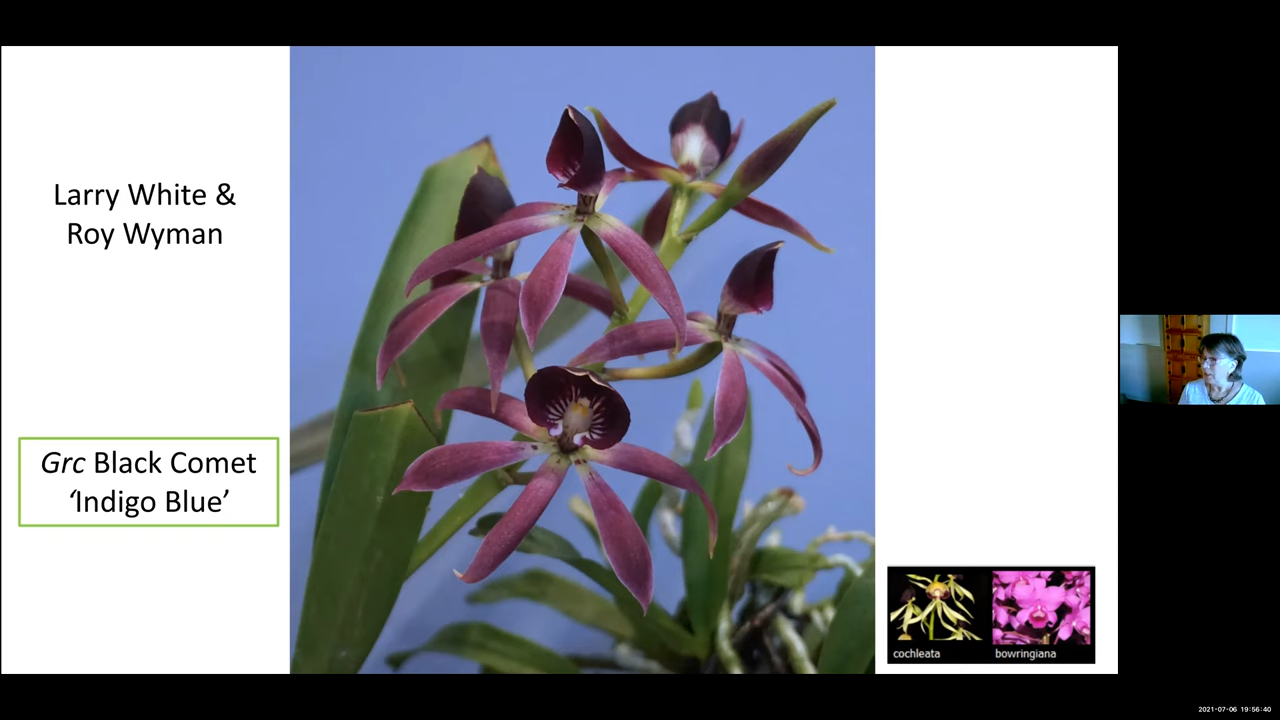 Larry White &
Roy Wyman
Grc Black Comet
‘Indigo Blue’
cochleata
bowringiana
2021-07-06 19:56:40